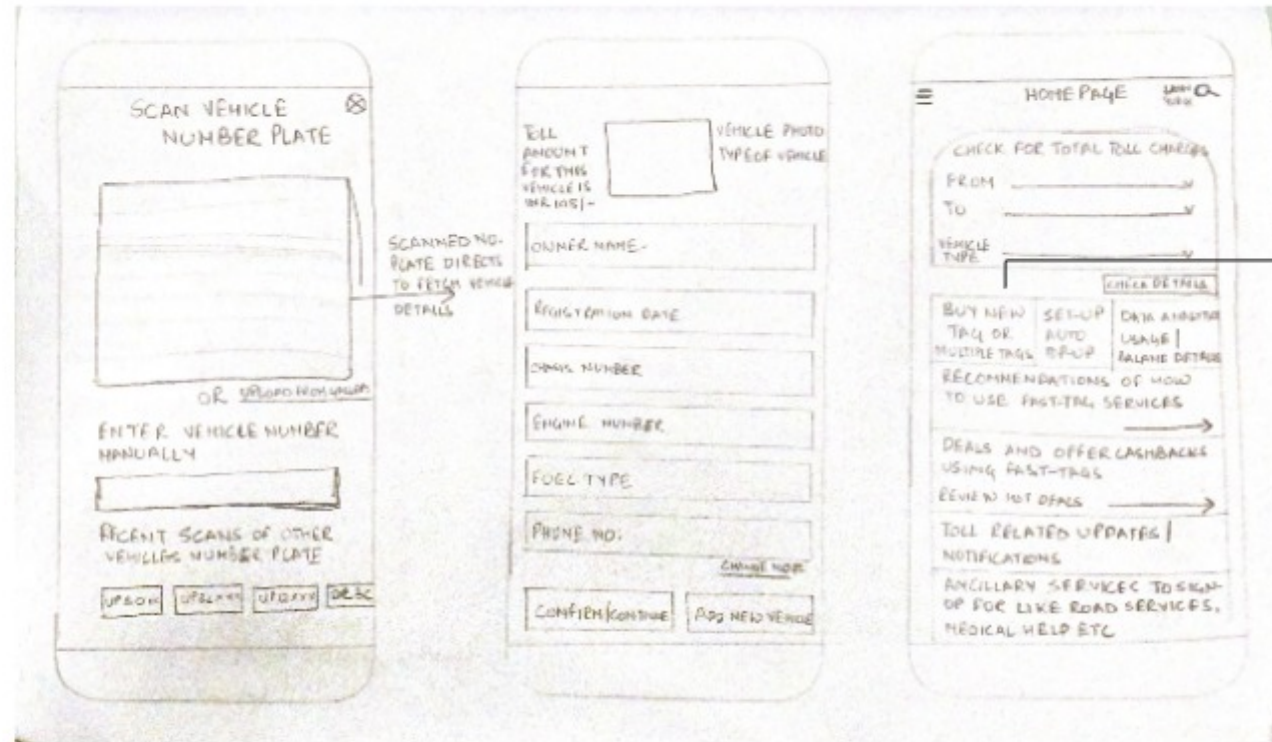 SCAN VEHICLE
NUMBER PLATE
OR UPLOAD FROM GALLERY
ENTER VEHICLE NUMBER
MANUALLY
RECENT SCANS OF OTHER
VEHICLES NUMBER PLATE
SCANNED NO.
PLATE DIRECTS
TO FETCH VEHICLE
DETAILS
TOLL
AMOUNT
FOR THIS
VEHICLE IS
INR 105/-
VEHICLE PHOTO
TYPE OF VEHICLE
OWNER NAME-
REGISTRATION DATE
CHASIS NUMBER
ENGINE NUMBER
FUEL TYPE
PHONE NO.
CONFIRM/CONTINUE
ADD NEW VEHICLE
HOME PAGE
CHECK FOR TOTAL TOLL CHARGES
FROM
TO
VEHICLE
TYPE
CHECK DETAILS
BUY NEW
TAG OR
MULTIPLE TAGS
SET-UP
AUTO
USAGE |
BALANCE DETAILS
RECOMMENDATIONS OF HOW
TO USE FAST-TAG SERVICES
DEALS AND OFFER CASHBACKS
USING FAST-TAGS
REVIEW HOT DEALS
TOLL RELATED UPDATES |
NOTIFICATIONS
ANCILLARY SERVICES TO SIGN-
UP FOR LIKE ROAD SERVICES,
MEDICAL HELP ETC